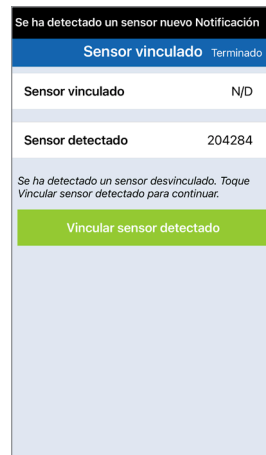 Se ha detectado un sensor nuevo Notificación
Sensor vinculado Terminado
Sensor vinculado N/D
Sensor detectado 204284
Se ha detectado un sensor desvinculado. Toque
Vincular sensor detectado para continuar.
Vincular sensor detectado